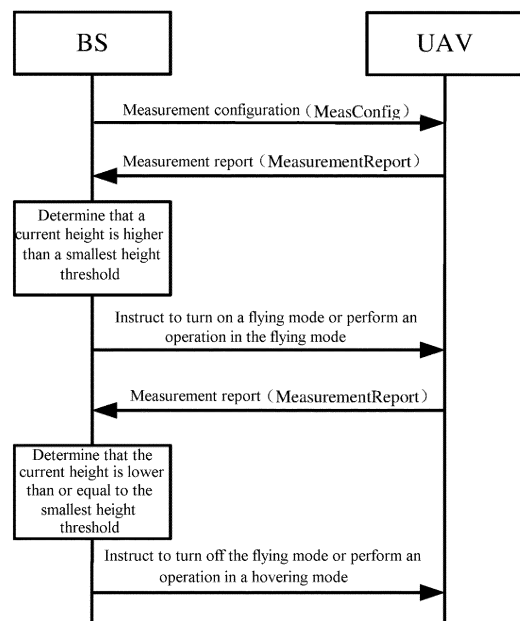 BS
UAV
Measurement configuration（MeasConfig）
Measurement report（MeasurementReport）
Determine that a
current height is higher
than a smallest height
threshold
Instruct to turn on a flying mode or perform an
operation in the flying mode
Measurement report（MeasurementReport）
Determine that the
current height is lower
than or equal to the
smallest height
threshold
Instruct to turn off the flying mode or perform an
operation in a hovering mode